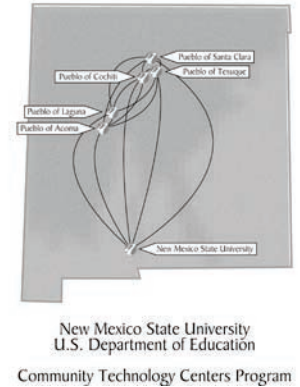 Pueblo of Santa Clara
Pueblo of Tesuque
Pueblo of Cochiti
Pueblo of Laguna
Pueblo of Acoma
New Mexico State University
New Mexico State University
U.S. Department of Education
Community Technology Centers Program